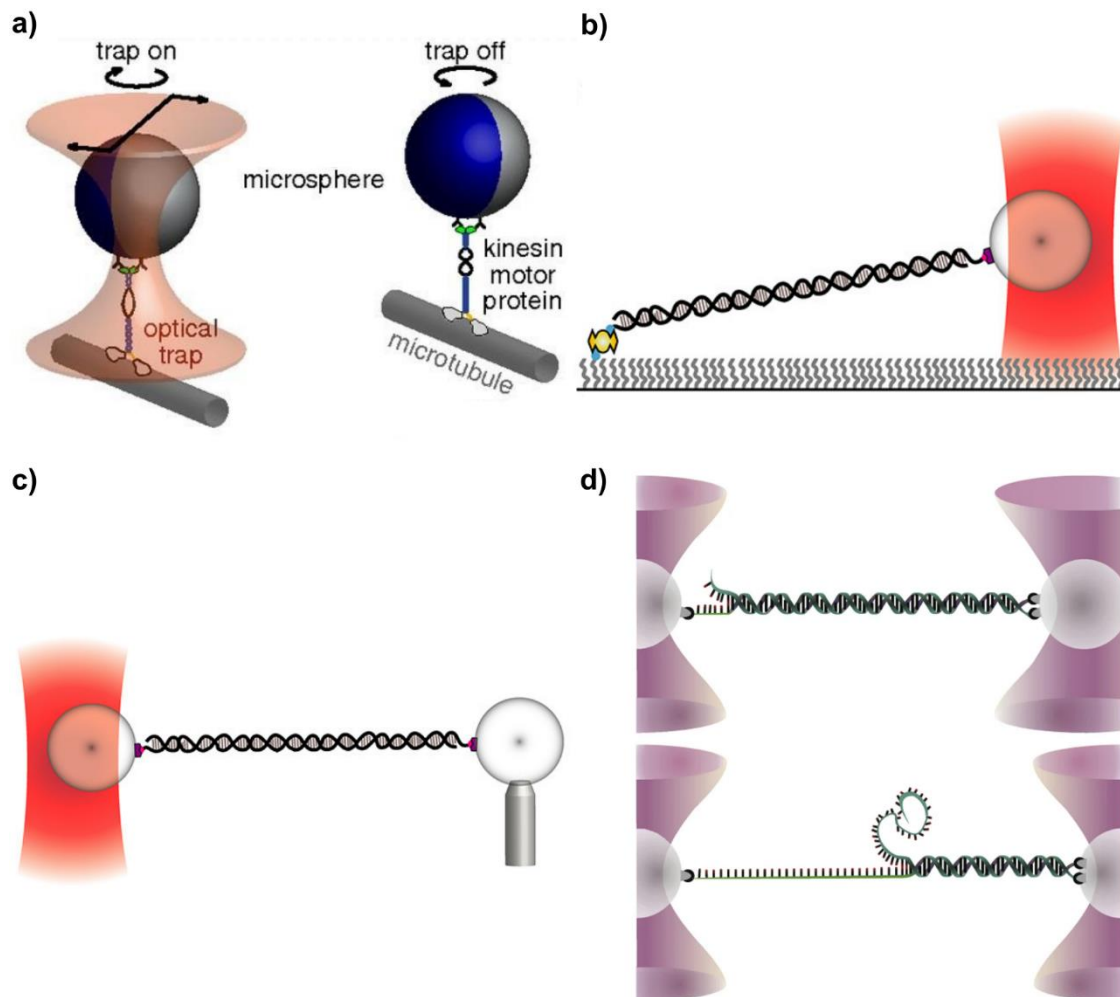 a)
trap on
trap off
microsphere
kinesin
motor
protein
optical
trap
microtubule
b)
c)
d)